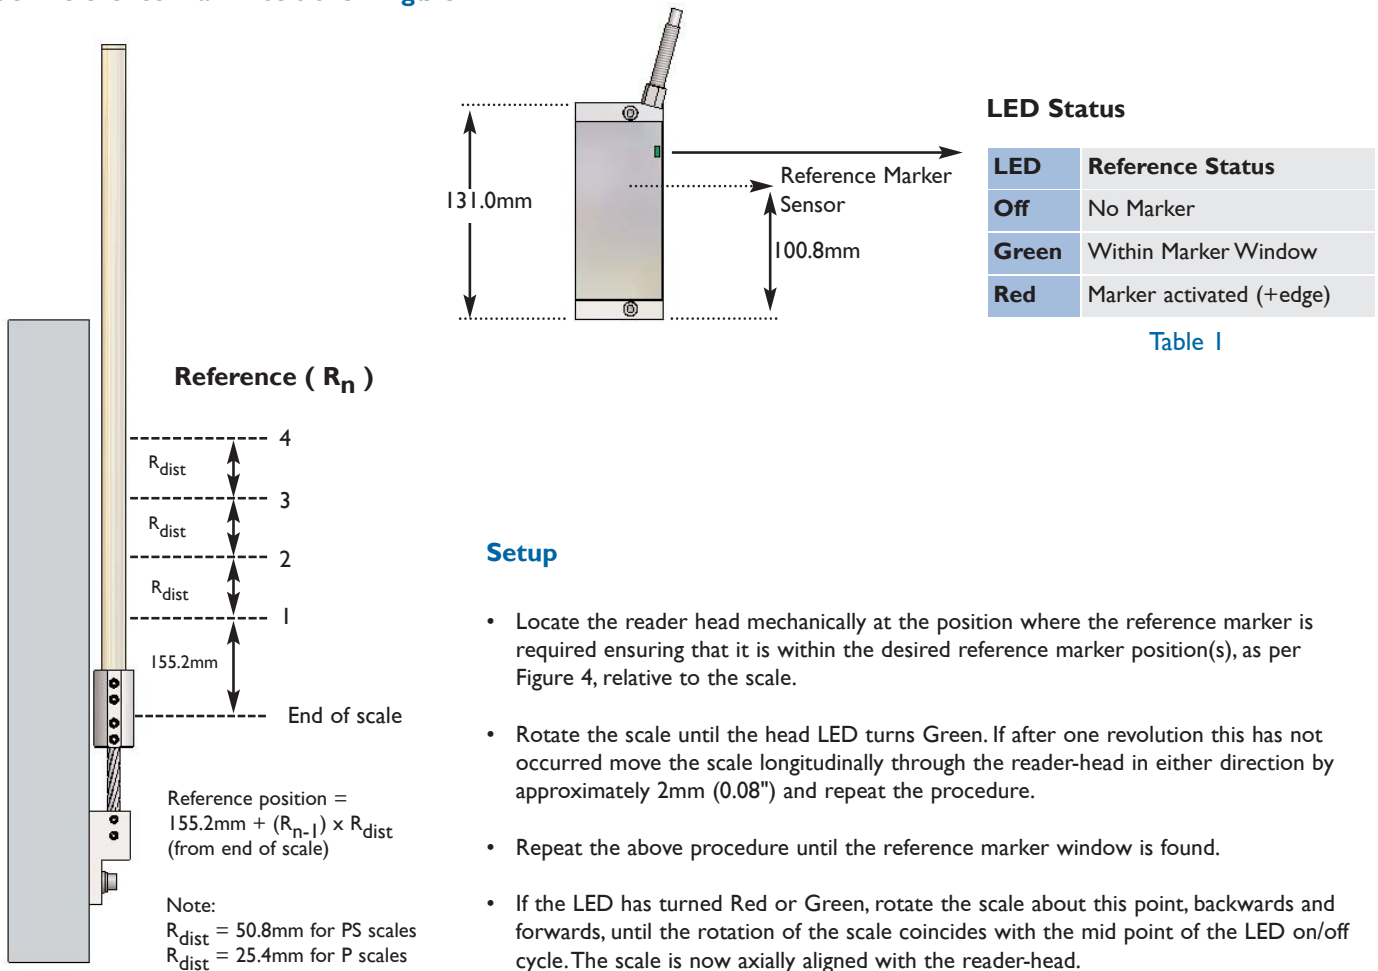 131.0mm
Reference Marker
Sensor
100.8mm
LED Status
LED Reference Status
Off No Marker
Green Within Marker Window
Red Marker activated (+edge)
Table 1
Reference ( Rn )
4
Rdist
3
Rdist
2
Rdist
1
155.2mm
End of scale
Reference position =
155.2mm + (Rn-1) x Rdist
(from end of scale)
Note:
Rdist = 50.8mm for PS scales
Rdist = 25.4mm for P scales
Setup
• Locate the reader head mechanically at the position where the reference marker is
required ensuring that it is within the desired reference marker position(s), as per
Figure 4, relative to the scale.
• Rotate the scale until the head LED turns Green. If after one revolution this has not
occurred move the scale longitudinally through the reader-head in either direction by
approximately 2mm (0.08") and repeat the procedure.
• Repeat the above procedure until the reference marker window is found.
• If the LED has turned Red or Green, rotate the scale about this point, backwards and
forwards, until the rotation of the scale coincides with the mid point of the LED on/off
cycle. The scale is now axially aligned with the reader-head.